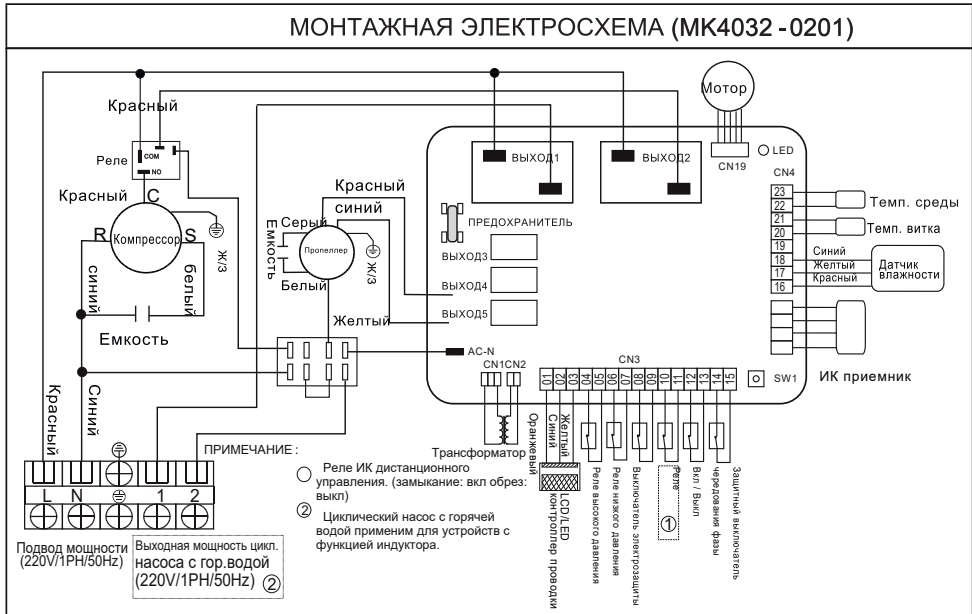 МОНТАЖНАЯ ЭЛЕКТРОСХЕМА (МК4032 -0201)
Красный
Реле
COM
NO
Красный
C
R
Компрессор
S
Ж/З
синий
белый
Емкость
Красный
Синий
Красный
синий
Серый
Емкость
Пропеллер
Белый
Ж/З
Желтый
Мотор
ВЫХОД1
ВЫХОД2
CN19
LED
CN4
ПРЕДОХРАНИТЕЛЬ
ВЫХОД3
ВЫХОД4
ВЫХОД5
AC-N
23
22
21
20
19
18
17
16
Темп. среды
Темп. витка
Синий
Желтый
Красный
Датчик
влажности
CN1CN2
CN3
SW1
ИК приемник
01
02
03
04
05
06
07
08
09
10
11
12
13
14
15
Трансформатор
Оранжевый
Синий
Желтый
LCD/LED
контроллер проводки
Реле высокого давления
Реле низкого давления
Выключатель электрозащиты
Реле
①
Вкл / Выкл
чередования фазы
Защитный выключатель
ПРИМЕЧАНИЕ :
Реле ИК дистанционного
управления. (замыкание: вкл обрез:
выкл)
② Циклический насос с горячей
водой применим для устройств с
функцией индуктора.
L N 1 2
Подвод мощности
(220V/1PH/50Hz)
Выходная мощность цикл.
насоса с гор.водой
(220V/1PH/50Hz) ②